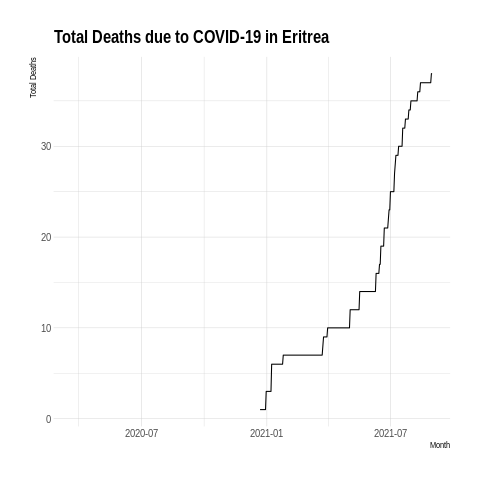 Total Deaths due to COVID-19 in Eritrea
Total Deaths
30
20
10
0
2020-07
2021-01
2021-07
Month